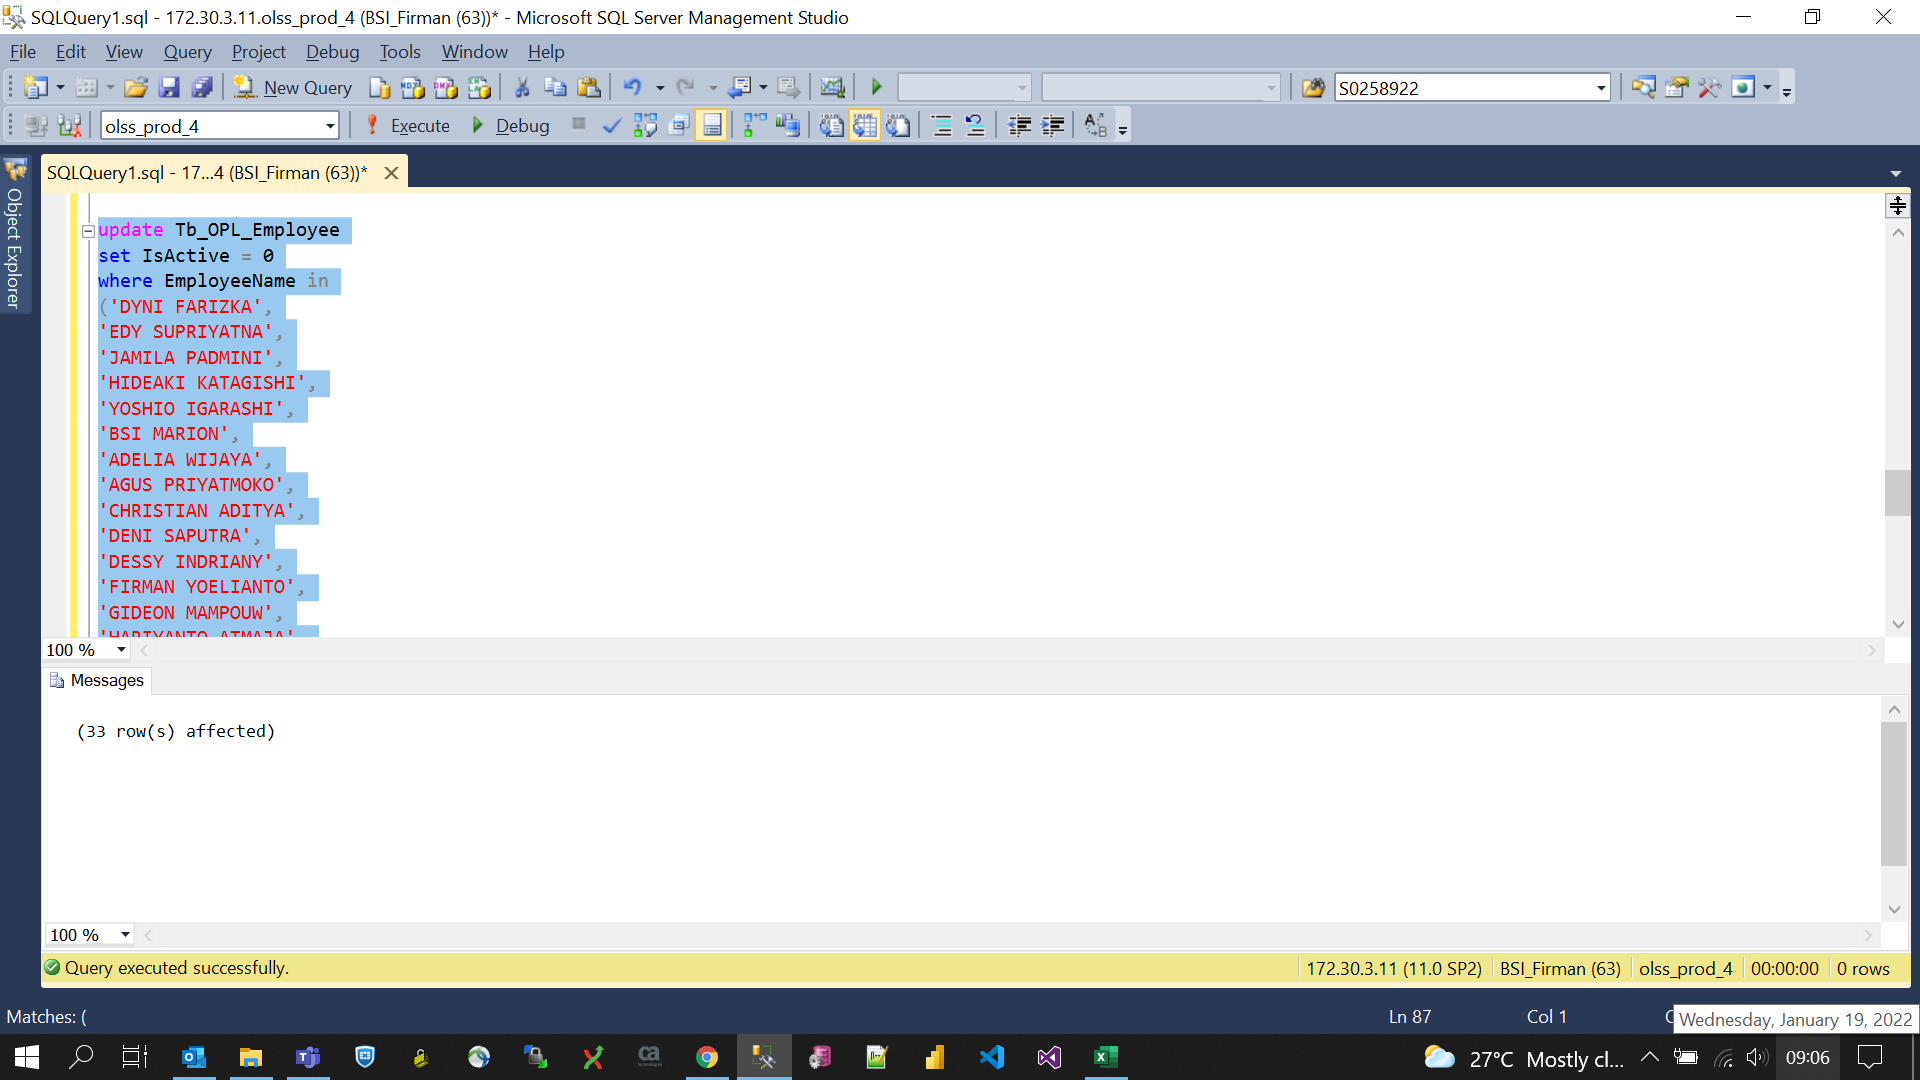 SQLQuery1.sql - 172.30.3.11.olss_prod_4 (BSI_Firman (63))* - Microsoft SQL Server Management Studio
File Edit View Query Project Debug Tools Window Help
New Query
S0258922
olss_prod_4
Execute
Debug
SQLQuery1.sql - 17...4 (BSI_Firman (63))*
Object Explorer
update Tb_OPL_Employee
set IsActive = 0
where EmployeeName in
('DYNI FARIZKA',
'EDY SUPRIYATNA',
'JAMILA PADMINI',
'HIDEAKI KATAGISHI',
'YOSHIO IGARASHI',
'BSI MARION',
'ADELIA WIJAYA',
'AGUS PRIYATMOKO',
'CHRISTIAN ADITYA',
'DENI SAPUTRA',
'DESSY INDRIANY',
'FIRMAN YOELIANTO',
'GIDEON MAMPOUW',
'HARIYANTO ATMAJA'
100 %
Messages
(33 row(s) affected)
100 %
Query executed successfully.
172.30.3.11 (11.0 SP2)
BSI_Firman (63)
olss_prod_4
00:00:00
0 rows
Matches: (
Ln 87
Col 1
Wednesday, January 19, 2022
27°C Mostly cl...
09:06